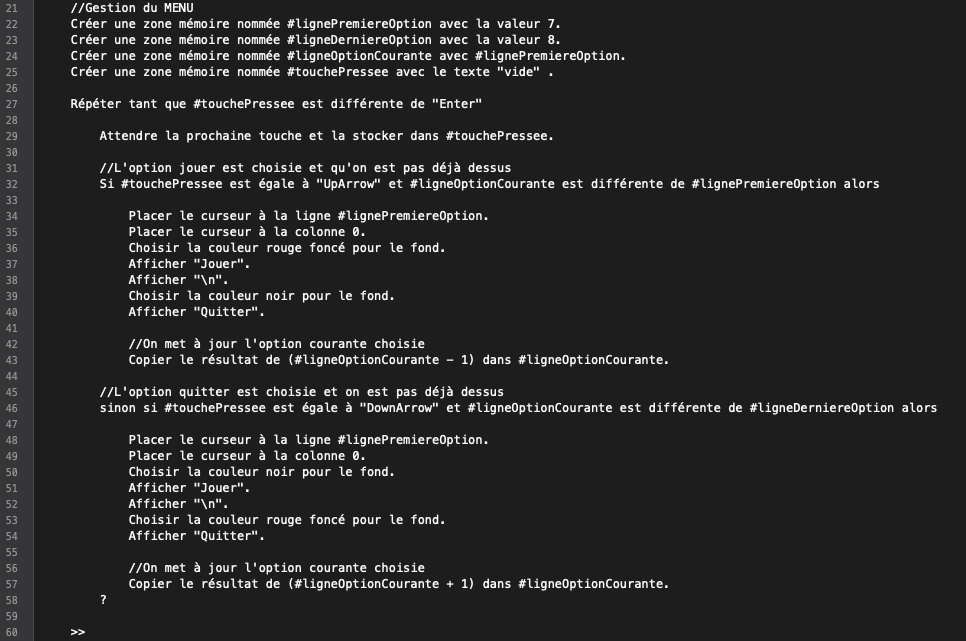 21 //Gestion du MENU
22 Créer une zone mémoire nommée #lignePremiereOption avec la valeur 7.
23 Créer une zone mémoire nommée #ligneDerniereOption avec la valeur 8.
24 Créer une zone mémoire nommée #ligneOptionCourante avec #lignePremiereOption.
25 Créer une zone mémoire nommée #touchePressee avec le texte "vide" .
26
27 Répéter tant que #touchePressee est différente de "Enter"
28
29 Attendre la prochaine touche et la stocker dans #touchePressee.
30
31 //L'option jouer est choisie et qu'on est pas déjà dessus
32 Si #touchePressee est égale à "UpArrow" et #ligneOptionCourante est différente de #lignePremiereOption alors
33
34 Placer le curseur à la ligne #lignePremiereOption.
35 Placer le curseur à la colonne 0.
36 Choisir la couleur rouge foncé pour le fond.
37 Afficher "Jouer".
38 Afficher "\n".
39 Choisir la couleur noir pour le fond.
40 Afficher "Quitter".
41
42 //On met à jour l'option courante choisie
43 Copier le résultat de (#ligneOptionCourante - 1) dans #ligneOptionCourante.
44
45 //L'option quitter est choisie et on est pas déjà dessus
46 sinon si #touchePressee est égale à "DownArrow" et #ligneOptionCourante est différente de #ligneDerniereOption alors
47
48 Placer le curseur à la ligne #lignePremiereOption.
49 Placer le curseur à la colonne 0.
50 Choisir la couleur noir pour le fond.
51 Afficher "Jouer".
52 Afficher "\n".
53 Choisir la couleur rouge foncé pour le fond.
54 Afficher "Quitter".
55
56 //On met à jour l'option courante choisie
57 Copier le résultat de (#ligneOptionCourante + 1) dans #ligneOptionCourante.
58 ?
59
60 >>